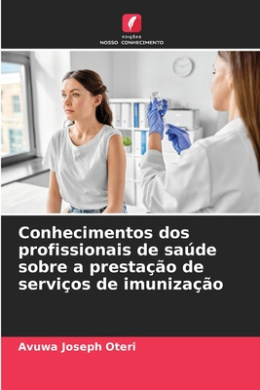 edições
NOSSO CONHECIMENTO
Conhecimentos dos
profissionais de saúde
sobre a prestação de
serviços de imunização
Avuwa Joseph Oteri